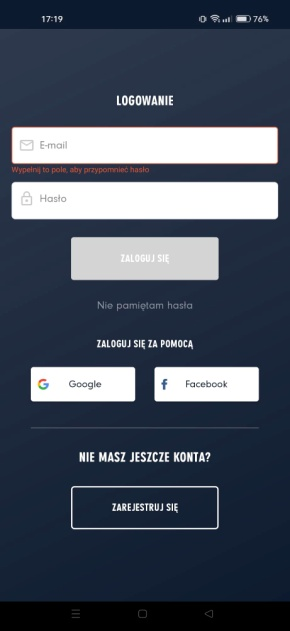 17:19
76%
LOGOWANIE
E-mail
Wypełnij to pole, aby przypomnieć hasło
Hasło
ZALOGUJ SIĘ
Nie pamiętam hasła
ZALOGUJ SIĘ ZA POMOCĄ
Google Facebook
NIE MASZ JESZCZE KONTA?
ZAREJESTRUJ SIĘ